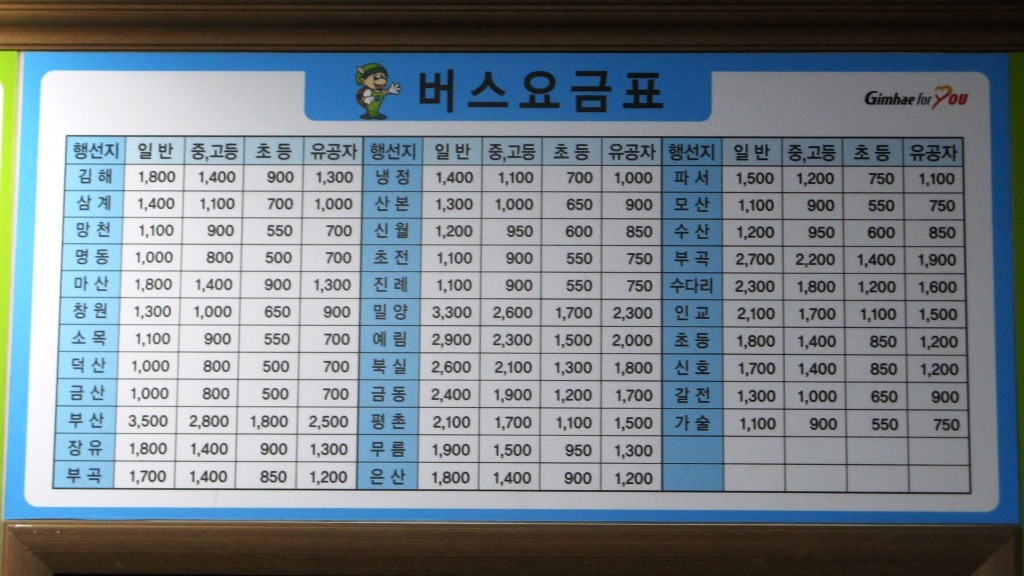 버스요금표
Gimhae for YOU
행선지 일 반 중,고등 초 등 유공자 행선지 일 반 중,고등 초 등 유공자 행선지 일 반 중,고등 초 등 유공자
김 해 1,800 1,400 900 1,300 냉 정 1,400 1,100 700 1,000 파 서 1,500 1,200 750 1,100
삼 계 1,400 1,100 700 1,000 산 본 1,300 1,000 650 900 모 산 1,100 900 550 750
망 천 1,100 900 550 700 신 월 1,200 950 600 850 수 산 1,200 950 600 850
명 동 1,000 800 500 700 초 전 1,100 900 550 750 부 곡 2,700 2,200 1,400 1,900
마 산 1,800 1,400 900 1,300 진 례 1,100 900 550 750 수다리 2,300 1,800 1,200 1,600
창 원 1,300 1,000 650 900 밀 양 3,300 2,600 1,700 2,300 인 교 2,100 1,700 1,100 1,500
소 목 1,100 900 550 700 예 림 2,900 2,300 1,500 2,000 초 등 1,800 1,400 850 1,200
덕 산 1,000 800 500 700 복 실 2,600 2,100 1,300 1,800 신 호 1,700 1,400 850 1,200
금 산 1,000 800 500 700 금 동 2,400 1,900 1,200 1,700 갈 전 1,300 1,000 650 900
부 산 3,500 2,800 1,800 2,500 평 촌 2,100 1,700 1,100 1,500 가 술 1,100 900 550 750
장 유 1,800 1,400 900 1,300 무 름 1,900 1,500 950 1,300
부 곡 1,700 1,400 850 1,200 은 산 1,800 1,400 900 1,200